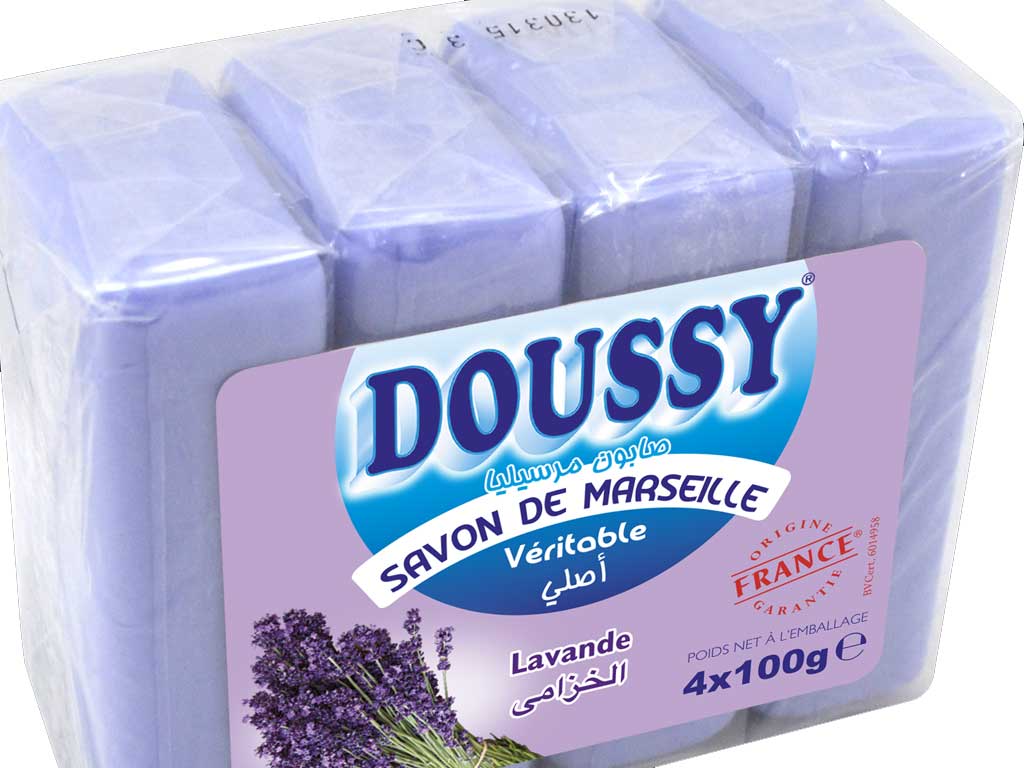 130315 3
DOUSSY®
صابون مرسيليا
SAVON DE MARSEILLE
Véritable
أصلي
ORIGINE
FRANCE®
GARANTIE
BVCert. 6014958
Lavande
الخزامى
POIDS NET À L'EMBALLAGE
4x100g ℮